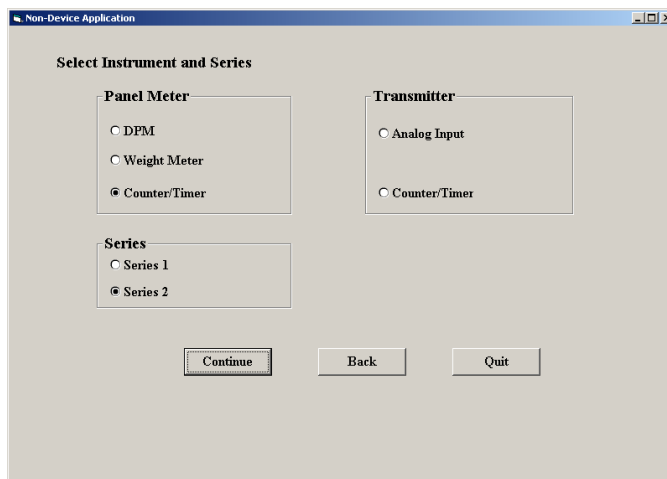 Non-Device Application
Select Instrument and Series
Panel Meter
DPM
Weight Meter
Counter/Timer
Transmitter
Analog Input
Counter/Timer
Series
Series 1
Series 2
Continue
Back
Quit